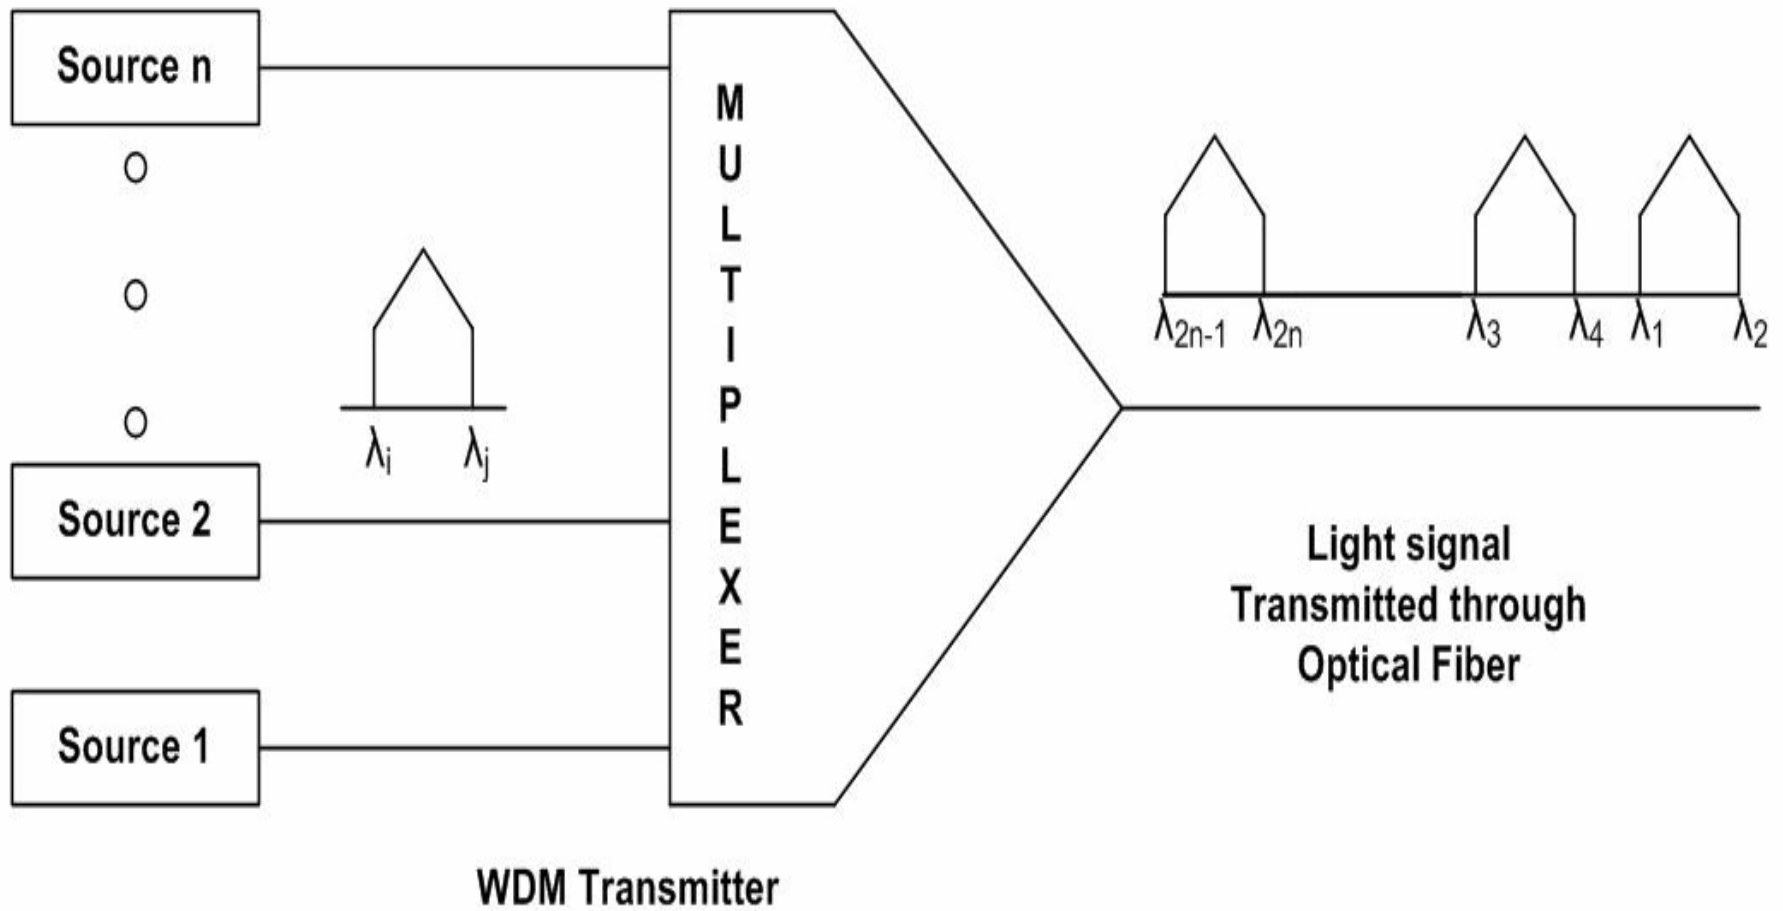 Source n
M
U
L
T
I
P
L
E
X
E
R
λi λj
Source 2
Source 1
λ2n-1 λ2n λ3 λ4 λ1 λ2
Light signal
Transmitted through
Optical Fiber
WDM Transmitter